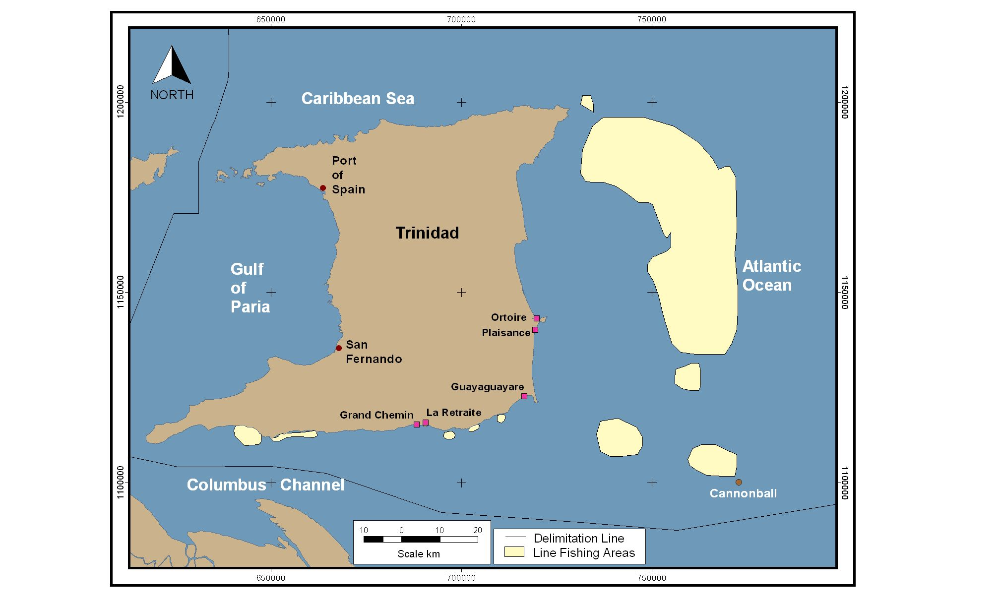 650000 700000 750000
NORTH
1200000
1200000
Caribbean Sea
Port
of
Spain
Trinidad
Gulf
of
Paria
Atlantic
Ocean
1150000
1150000
Ortoire
Plaisance
San
Fernando
Guayaguayare
Grand Chemin
La Retraite
1100000
1100000
Columbus Channel
Cannonball
10 0 10 20
Scale km
Delimitation Line
Line Fishing Areas
650000 700000 750000